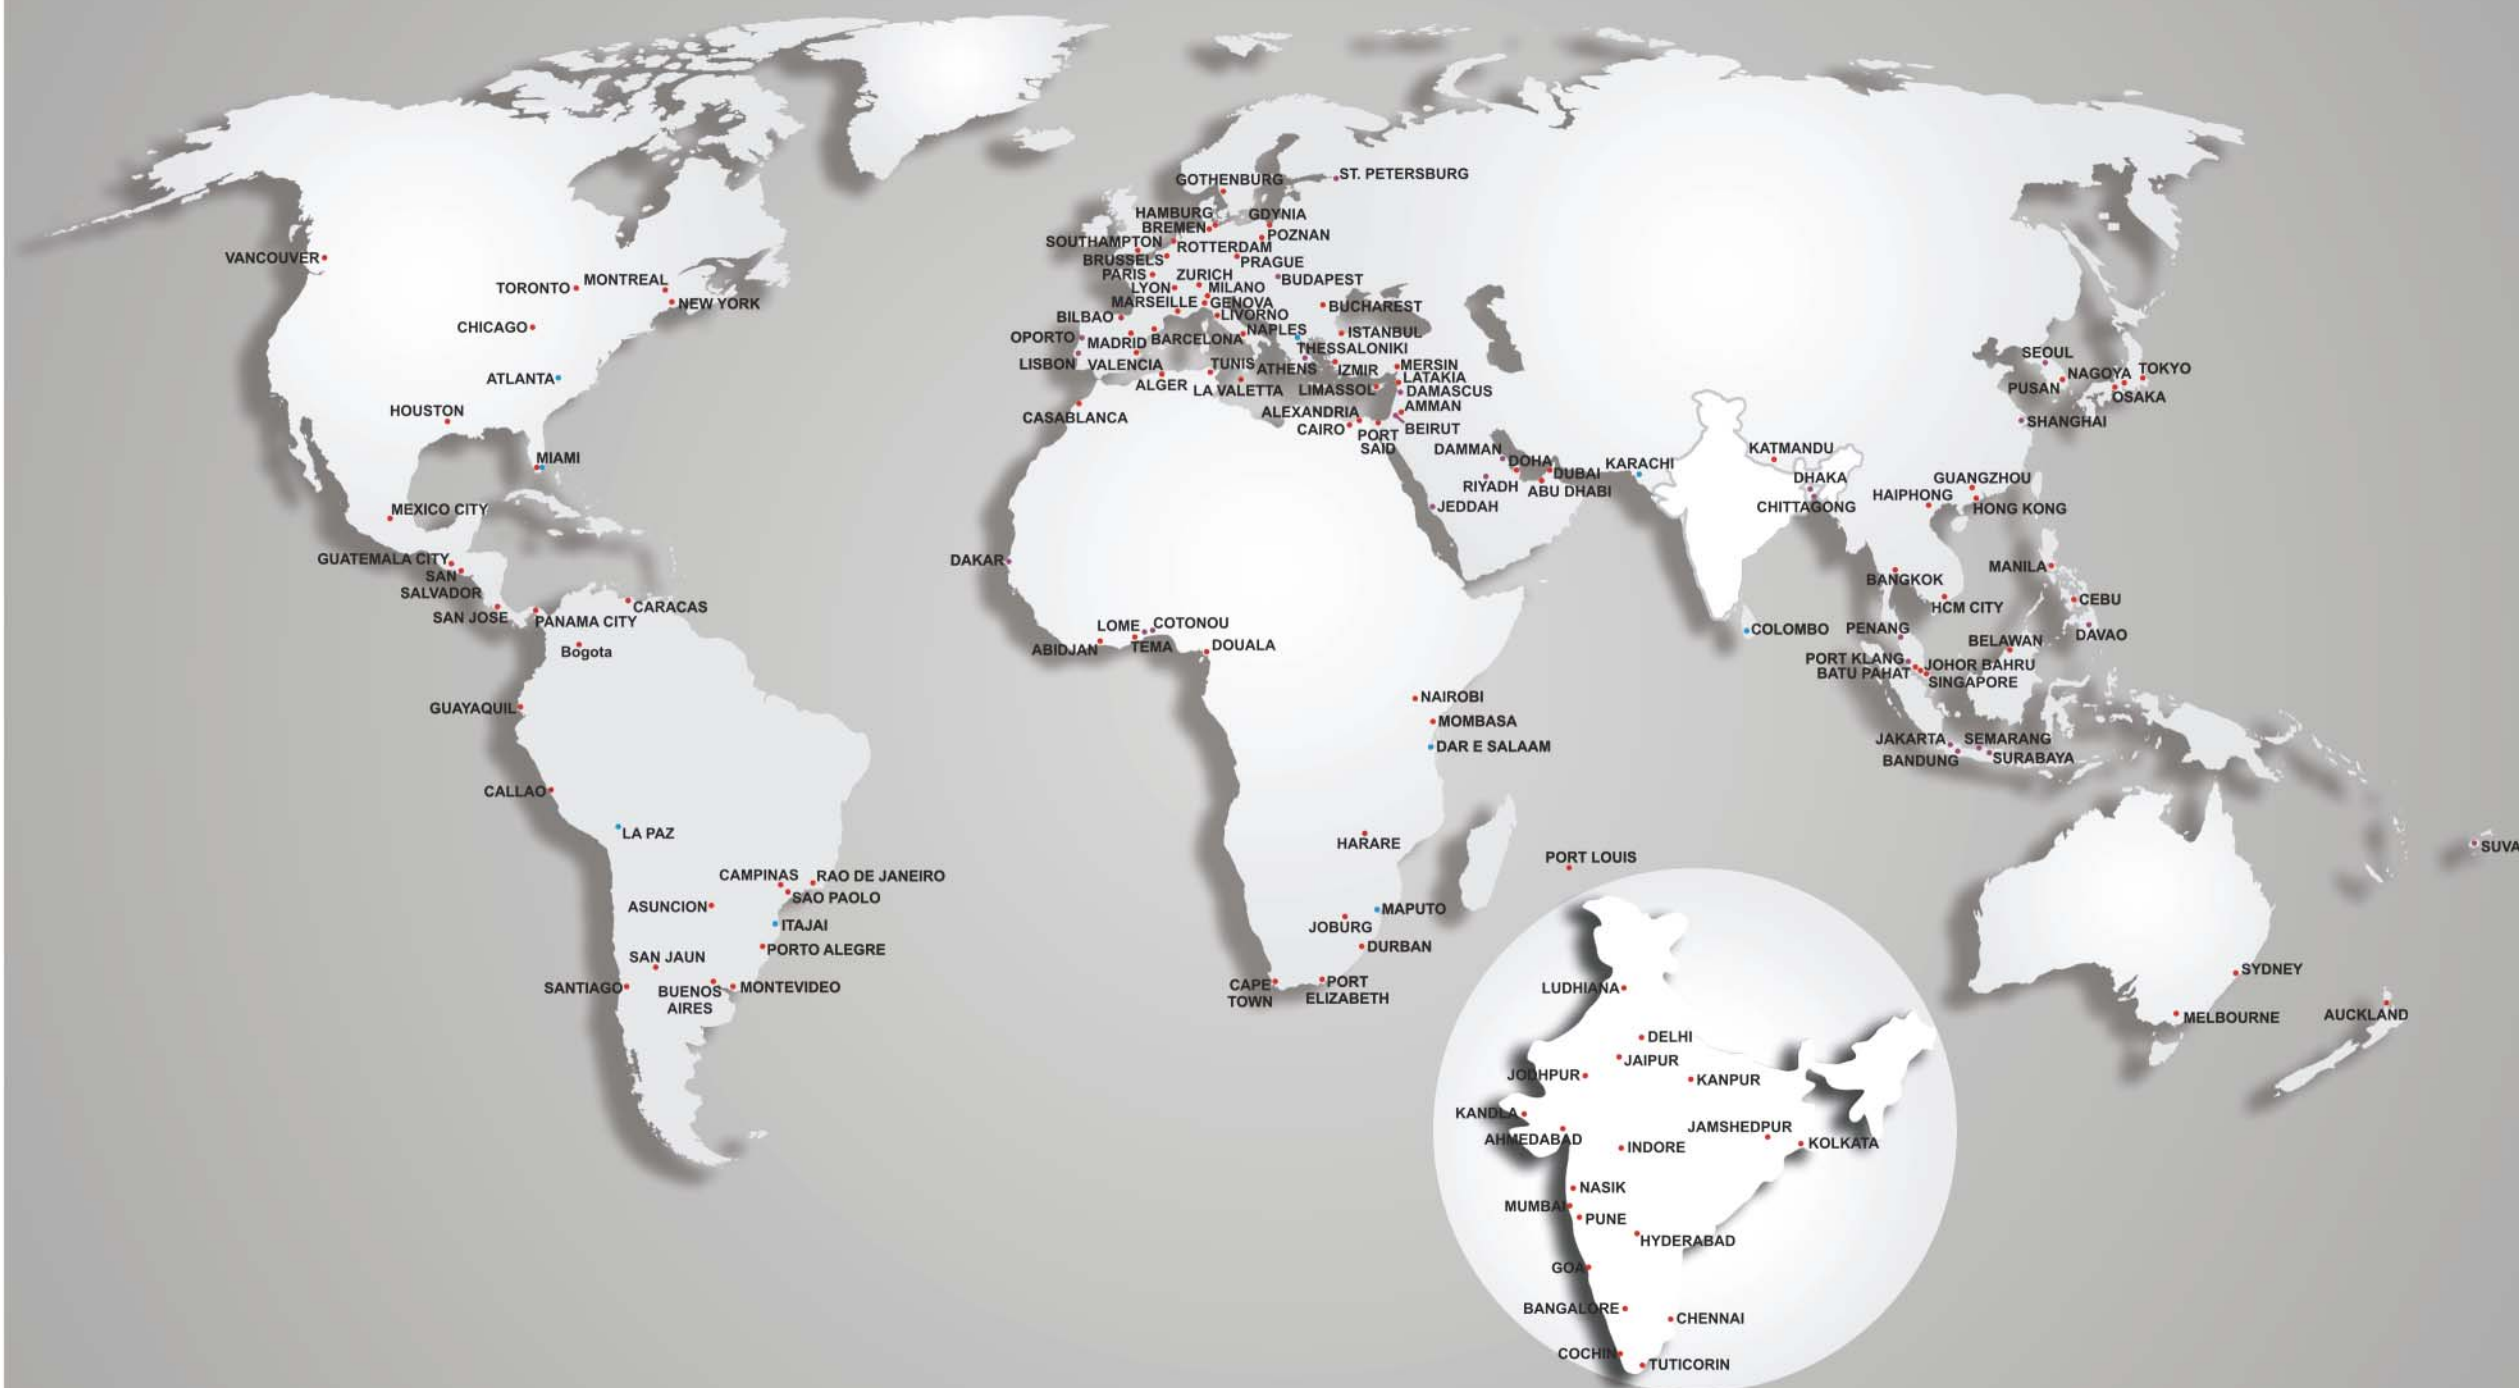 VANCOUVER
TORONTO
MONTREAL
NEW YORK
CHICAGO
ATLANTA
HOUSTON
MIAMI
MEXICO CITY
GUATEMALA CITY
SAN
SALVADOR
SAN JOSE
PANAMA CITY
CARACAS
Bogota
GUAYAQUIL
CALLAO
LA PAZ
CAMPINAS
RAO DE JANEIRO
SAO PAOLO
ASUNCION
ITAJAI
PORTO ALEGRE
SAN JAUN
SANTIAGO
BUENOS
AIRES
MONTEVIDEO
GOTHENBURG
ST. PETERSBURG
HAMBURG
GDYNIA
BREMEN
POZNAN
SOUTHAMPTON
ROTTERDAM
BRUSSELS
PRAGUE
PARIS
ZURICH
BUDAPEST
LYON
MILANO
MARSEILLE
GENOVA
BUCHAREST
BILBAO
LIVORNO
NAPLES
ISTANBUL
OPORTO
MADRID
BARCELONA
THESSALONIKI
LISBON
VALENCIA
TUNIS
ATHENS
IZMIR
MERSIN
LATAKIA
ALGER
LA VALETTA
LIMASSOL
DAMASCUS
CASABLANCA
ALEXANDRIA
AMMAN
CAIRO
PORT
SAID
BEIRUT
DAMMAN
DOHA
DUBAI
RIYADH
ABU DHABI
JEDDAH
KARACHI
DAKAR
LOME
COTONOU
ABIDJAN
TEMA
DOUALA
NAIROBI
MOMBASA
DAR E SALAAM
HARARE
PORT LOUIS
MAPUTO
JOBURG
DURBAN
CAPE
TOWN
PORT
ELIZABETH
KATMANDU
DHAKA
CHITTAGONG
COLOMBO
SEOUL
PUSAN
NAGOYA
TOKYO
OSAKA
SHANGHAI
GUANGZHOU
HAIPHONG
HONG KONG
MANILA
BANGKOK
HCM CITY
CEBU
PENANG
DAVAO
BELAWAN
PORT KLANG
JOHOR BAHRU
BATU PAHAT
SINGAPORE
JAKARTA
SEMARANG
BANDUNG
SURABAYA
SUVA
SYDNEY
MELBOURNE
AUCKLAND
LUDHIANA
DELHI
JAIPUR
JODHPUR
KANPUR
KANDLA
AHMEDABAD
JAMSHEDPUR
INDORE
KOLKATA
NASIK
MUMBAI
PUNE
HYDERABAD
GOA
BANGALORE
CHENNAI
COCHIN
TUTICORIN